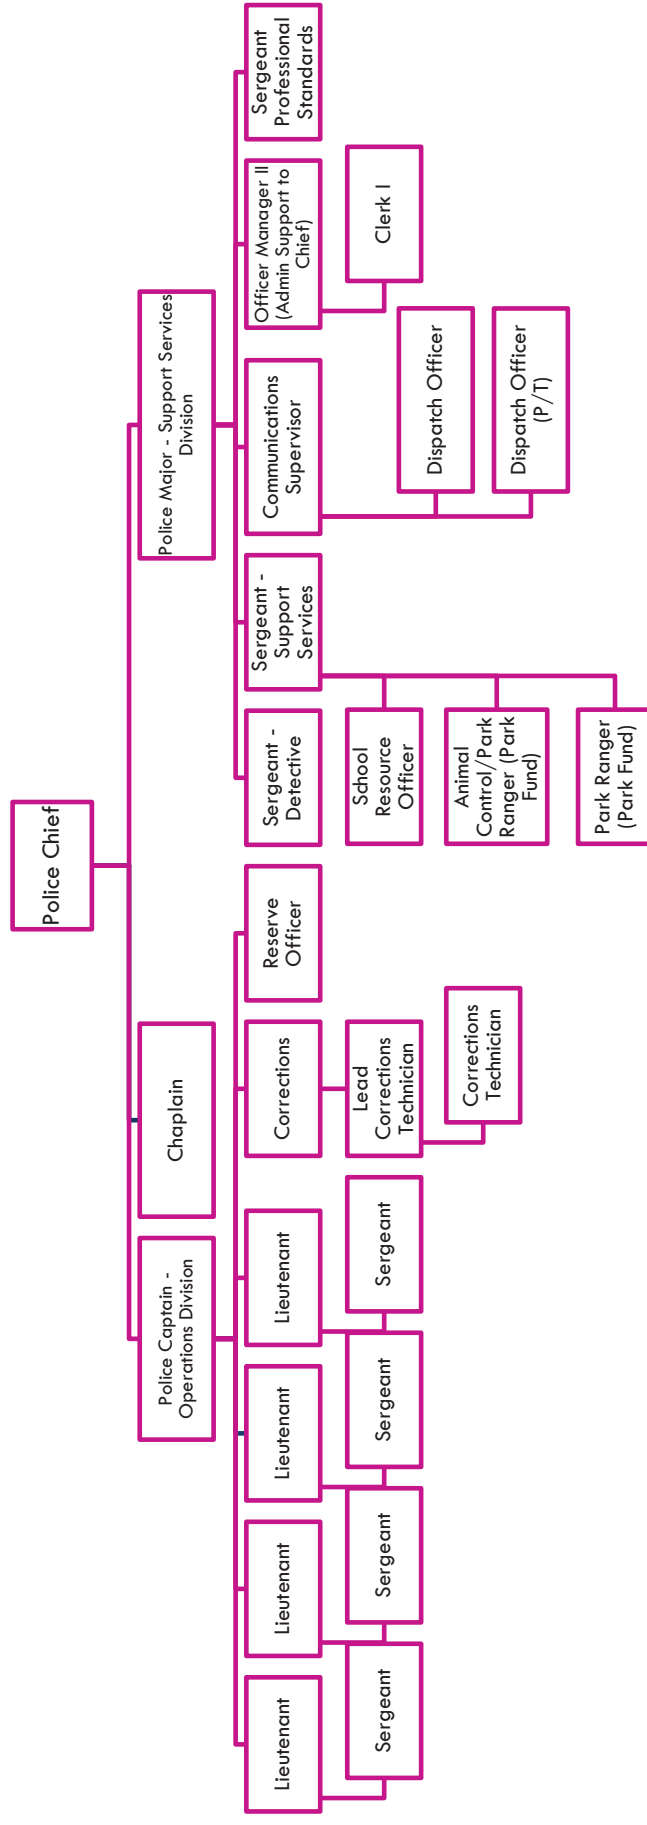 Police Chief
Police Captain -
Operations Division
Chaplain
Police Major - Support Services
Division
Lieutenant
Lieutenant
Lieutenant
Lieutenant
Corrections
Reserve
Officer
Sergeant -
Detective
Sergeant -
Support
Services
Communications
Supervisor
Officer Manager II
(Admin Support to
Chief)
Sergeant
Professional
Standards
Sergeant
Sergeant
Sergeant
Sergeant
Lead
Corrections
Technician
Corrections
Technician
School
Resource
Officer
Animal
Control/Park
Ranger (Park
Fund)
Park Ranger
(Park Fund)
Dispatch Officer
Dispatch Officer
(P/T)
Clerk I